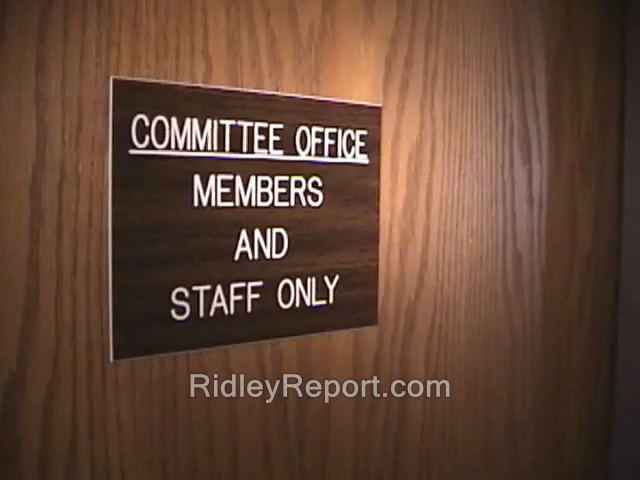 COMMITTEE OFFICE
MEMBERS
AND
STAFF ONLY
RidleyReport.com